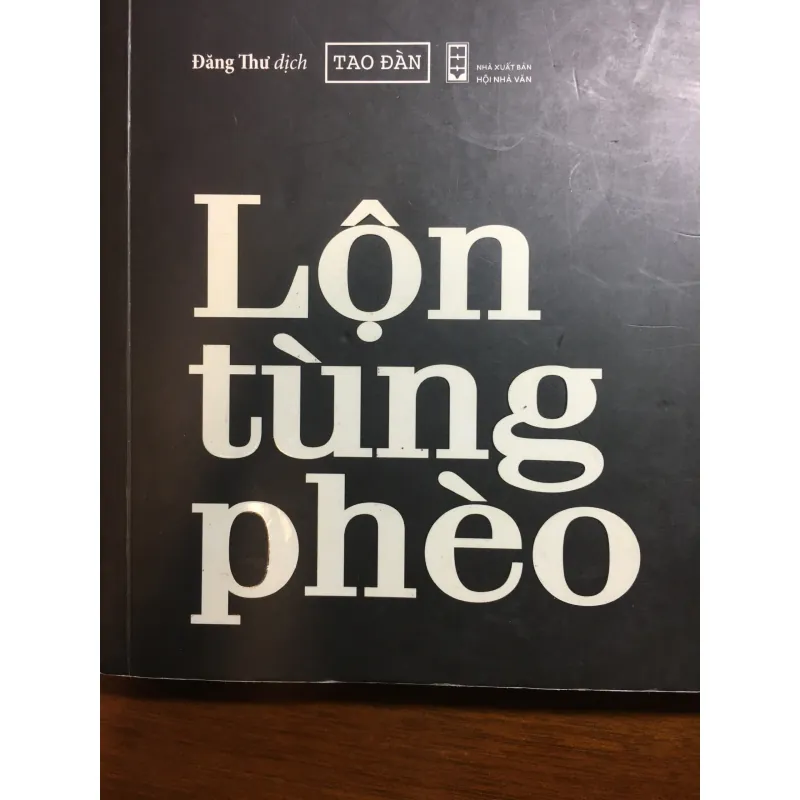 Đăng Thư dịch
TAO ĐÀN
NHÀ XUẤT BẢN
HỘI NHÀ VĂN
Lộn
tùng
phèo